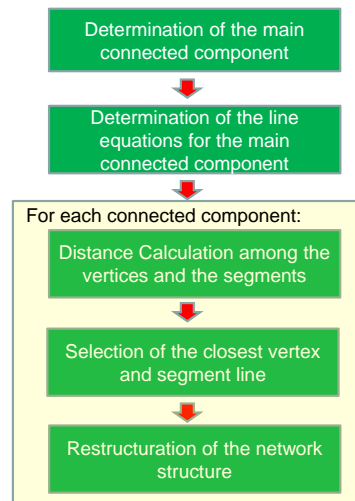 Determination of the main
connected component
Determination of the line
equations for the main
connected component
For each connected component:
Distance Calculation among the
vertices and the segments
Selection of the closest vertex
and segment line
Restructuration of the network
structure